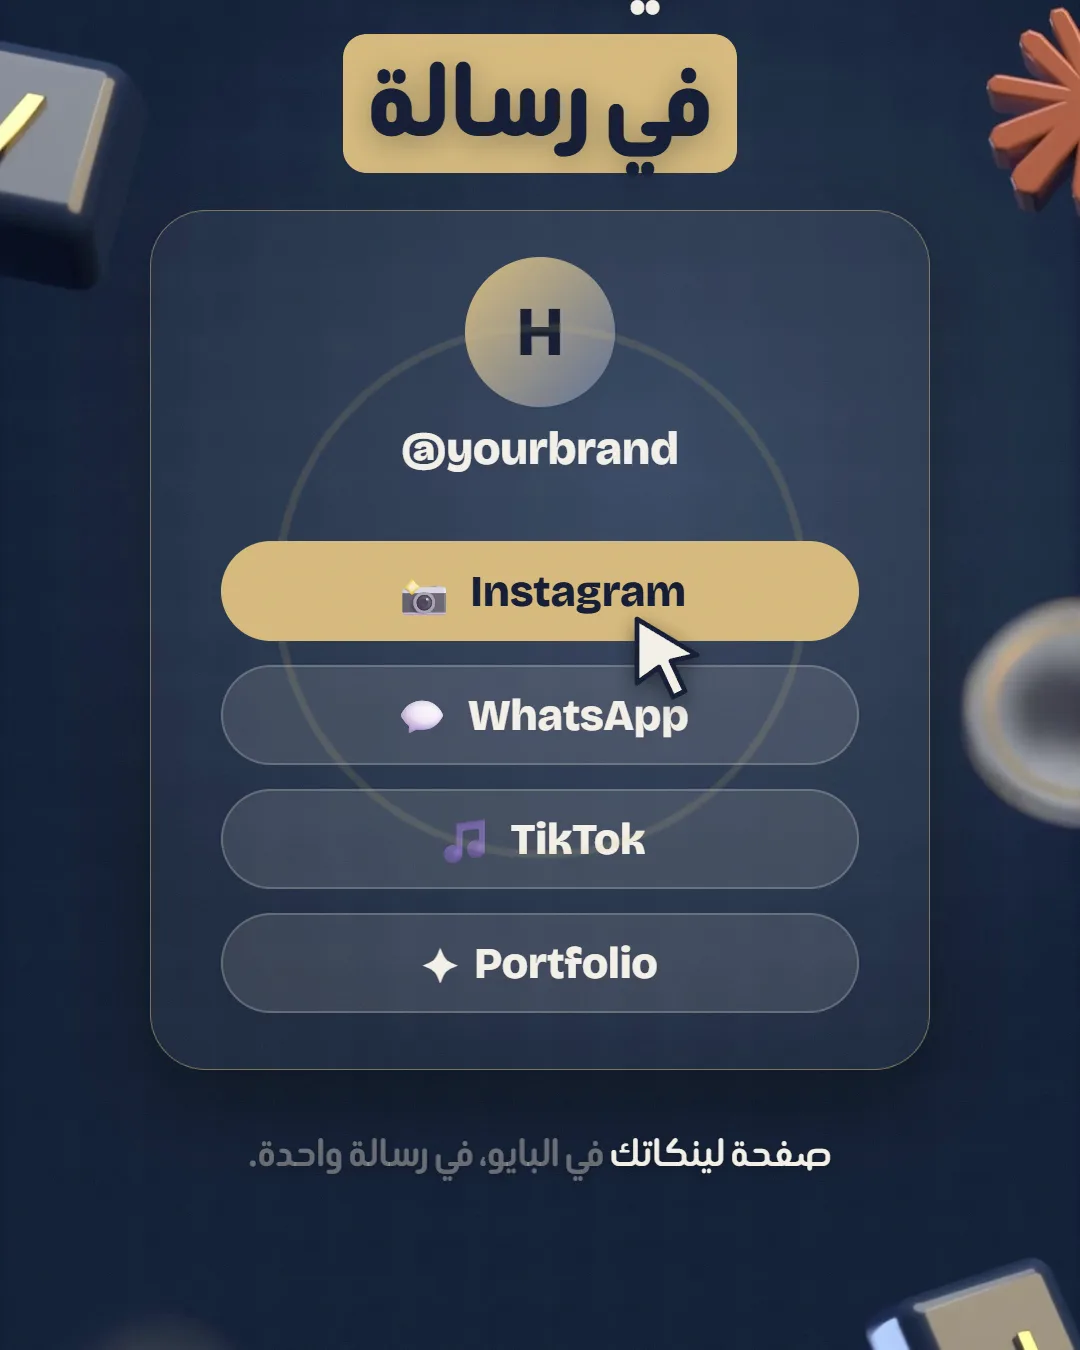 في رسالة
H
@yourbrand
Instagram
WhatsApp
TikTok
Portfolio
صفحة لينكاتك في البايو، في رسالة واحدة.